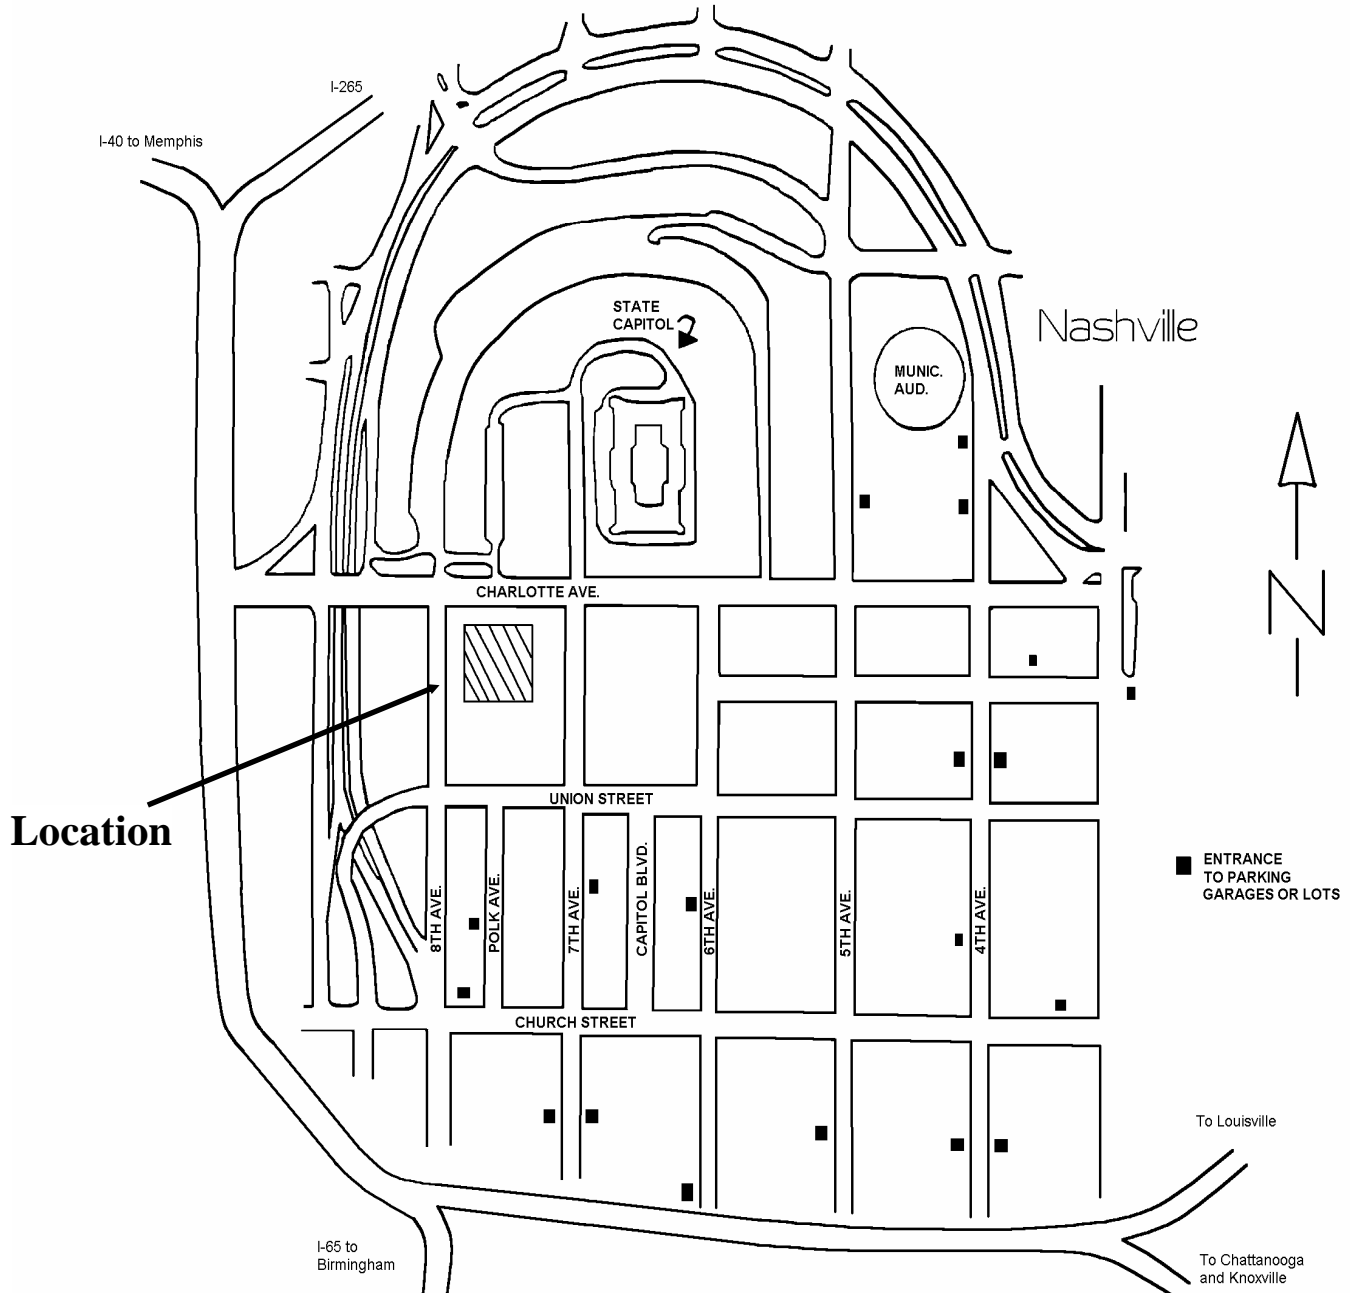 I-265
I-40 to Memphis
STATE
CAPITOL
Nashville
MUNIC.
AUD.
N
CHARLOTTE AVE.
UNION STREET
Location
8TH AVE.
POLK AVE.
7TH AVE.
CAPITOL BLVD.
6TH AVE.
5TH AVE.
4TH AVE.
ENTRANCE
TO PARKING
GARAGES OR LOTS
CHURCH STREET
To Louisville
I-65 to
Birmingham
To Chattanooga
and Knoxville